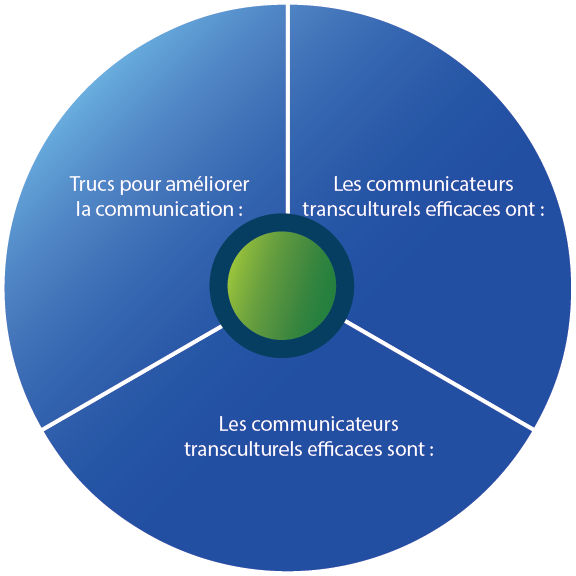 Trucs pour améliorer
la communication :
Les communicateurs
transculturels efficaces ont :
Les communicateurs
transculturels efficaces sont :